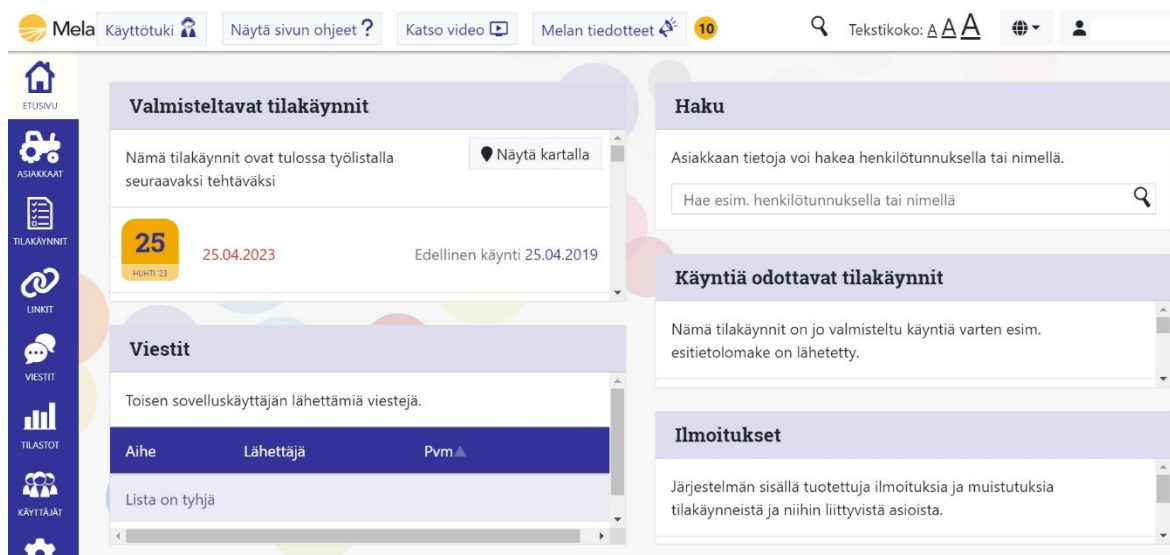 Mela
Käyttötuki
Näytä sivun ohjeet ?
Katso video
Melan tiedotteet
10
Tekstikoko: A A A
ETUSIVU
ASIAKKAAT
TILAKÄYNNIT
LINKIT
VIESTIT
TILASTOT
KÄYTTÄJÄT
Valmisteltavat tilakäynnit
Nämä tilakäynnit ovat tulossa työlistalla
seuraavaksi tehtäväksi
Näytä kartalla
25
HUHTI '23
25.04.2023
Edellinen käynti 25.04.2019
Viestit
Toisen sovelluskäyttäjän lähettämiä viestejä.
Aihe Lähettäjä Pvm
Lista on tyhjä
Haku
Asiakkaan tietoja voi hakea henkilötunnuksella tai nimellä.
Hae esim. henkilötunnuksella tai nimellä
Käyntiä odottavat tilakäynnit
Nämä tilakäynnit on jo valmisteltu käyntiä varten esim.
esitietolomake on lähetetty.
Ilmoitukset
Järjestelmän sisällä tuotettuja ilmoituksia ja muistutuksia
tilakäynneistä ja niihin liittyvistä asioista.